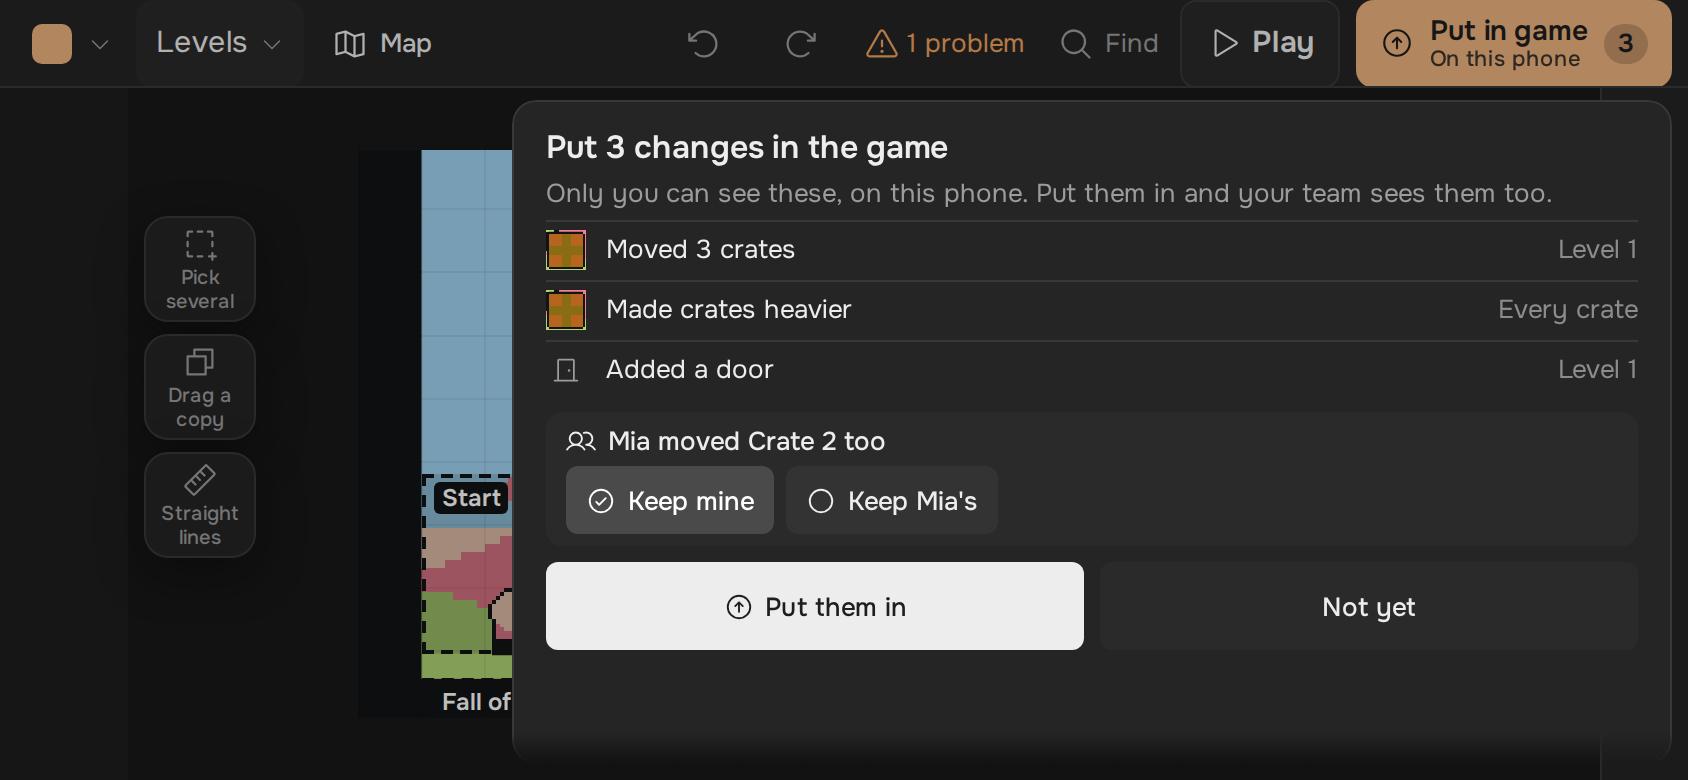 Levels
Map
1 problem
Find
Play
Put in game
On this phone
3
Put 3 changes in the game
Only you can see these, on this phone. Put them in and your team sees them too.
Moved 3 crates
Level 1
Made crates heavier
Every crate
Added a door
Level 1
Mia moved Crate 2 too
Keep mine
Keep Mia's
Put them in
Not yet
Pick
several
Drag a
copy
Straight
lines
Start
Fall of